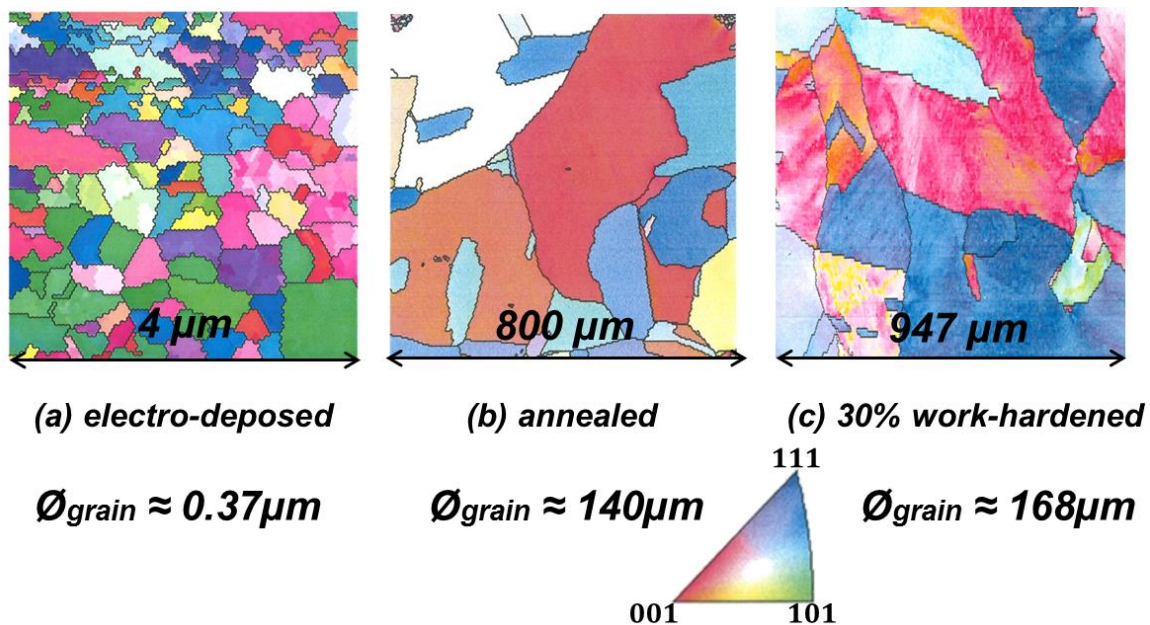 4 μm
800 μm
947 μm
(a) electro-deposed
(b) annealed
(c) 30% work-hardened
Øgrain ≈ 0.37μm
Øgrain ≈ 140μm
Øgrain ≈ 168μm
111
001
101